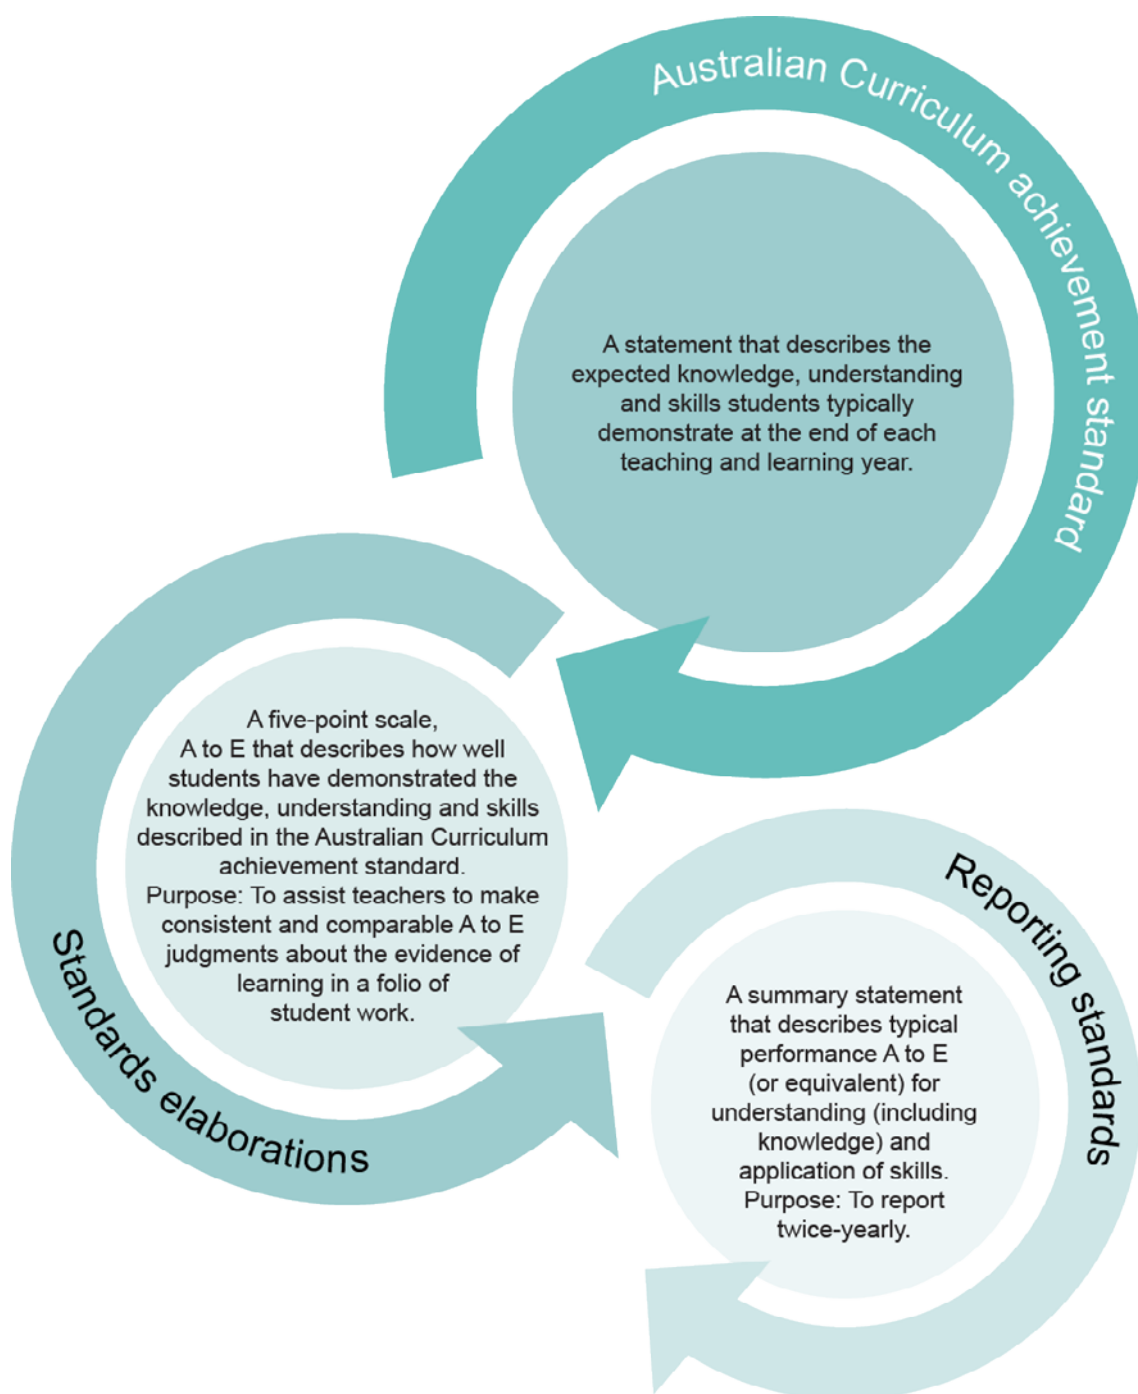 Australian Curriculum achievement standard
A statement that describes the
expected knowledge, understanding
and skills students typically
demonstrate at the end of each
teaching and learning year.
Standards elaborations
A five-point scale,
A to E that describes how well
students have demonstrated the
knowledge, understanding and skills
described in the Australian Curriculum
achievement standard.
Purpose: To assist teachers to make
consistent and comparable A to E
judgments about the evidence of
learning in a folio of
student work.
Reporting standards
A summary statement
that describes typical
performance A to E
(or equivalent) for
understanding (including
knowledge) and
application of skills.
Purpose: To report
twice-yearly.